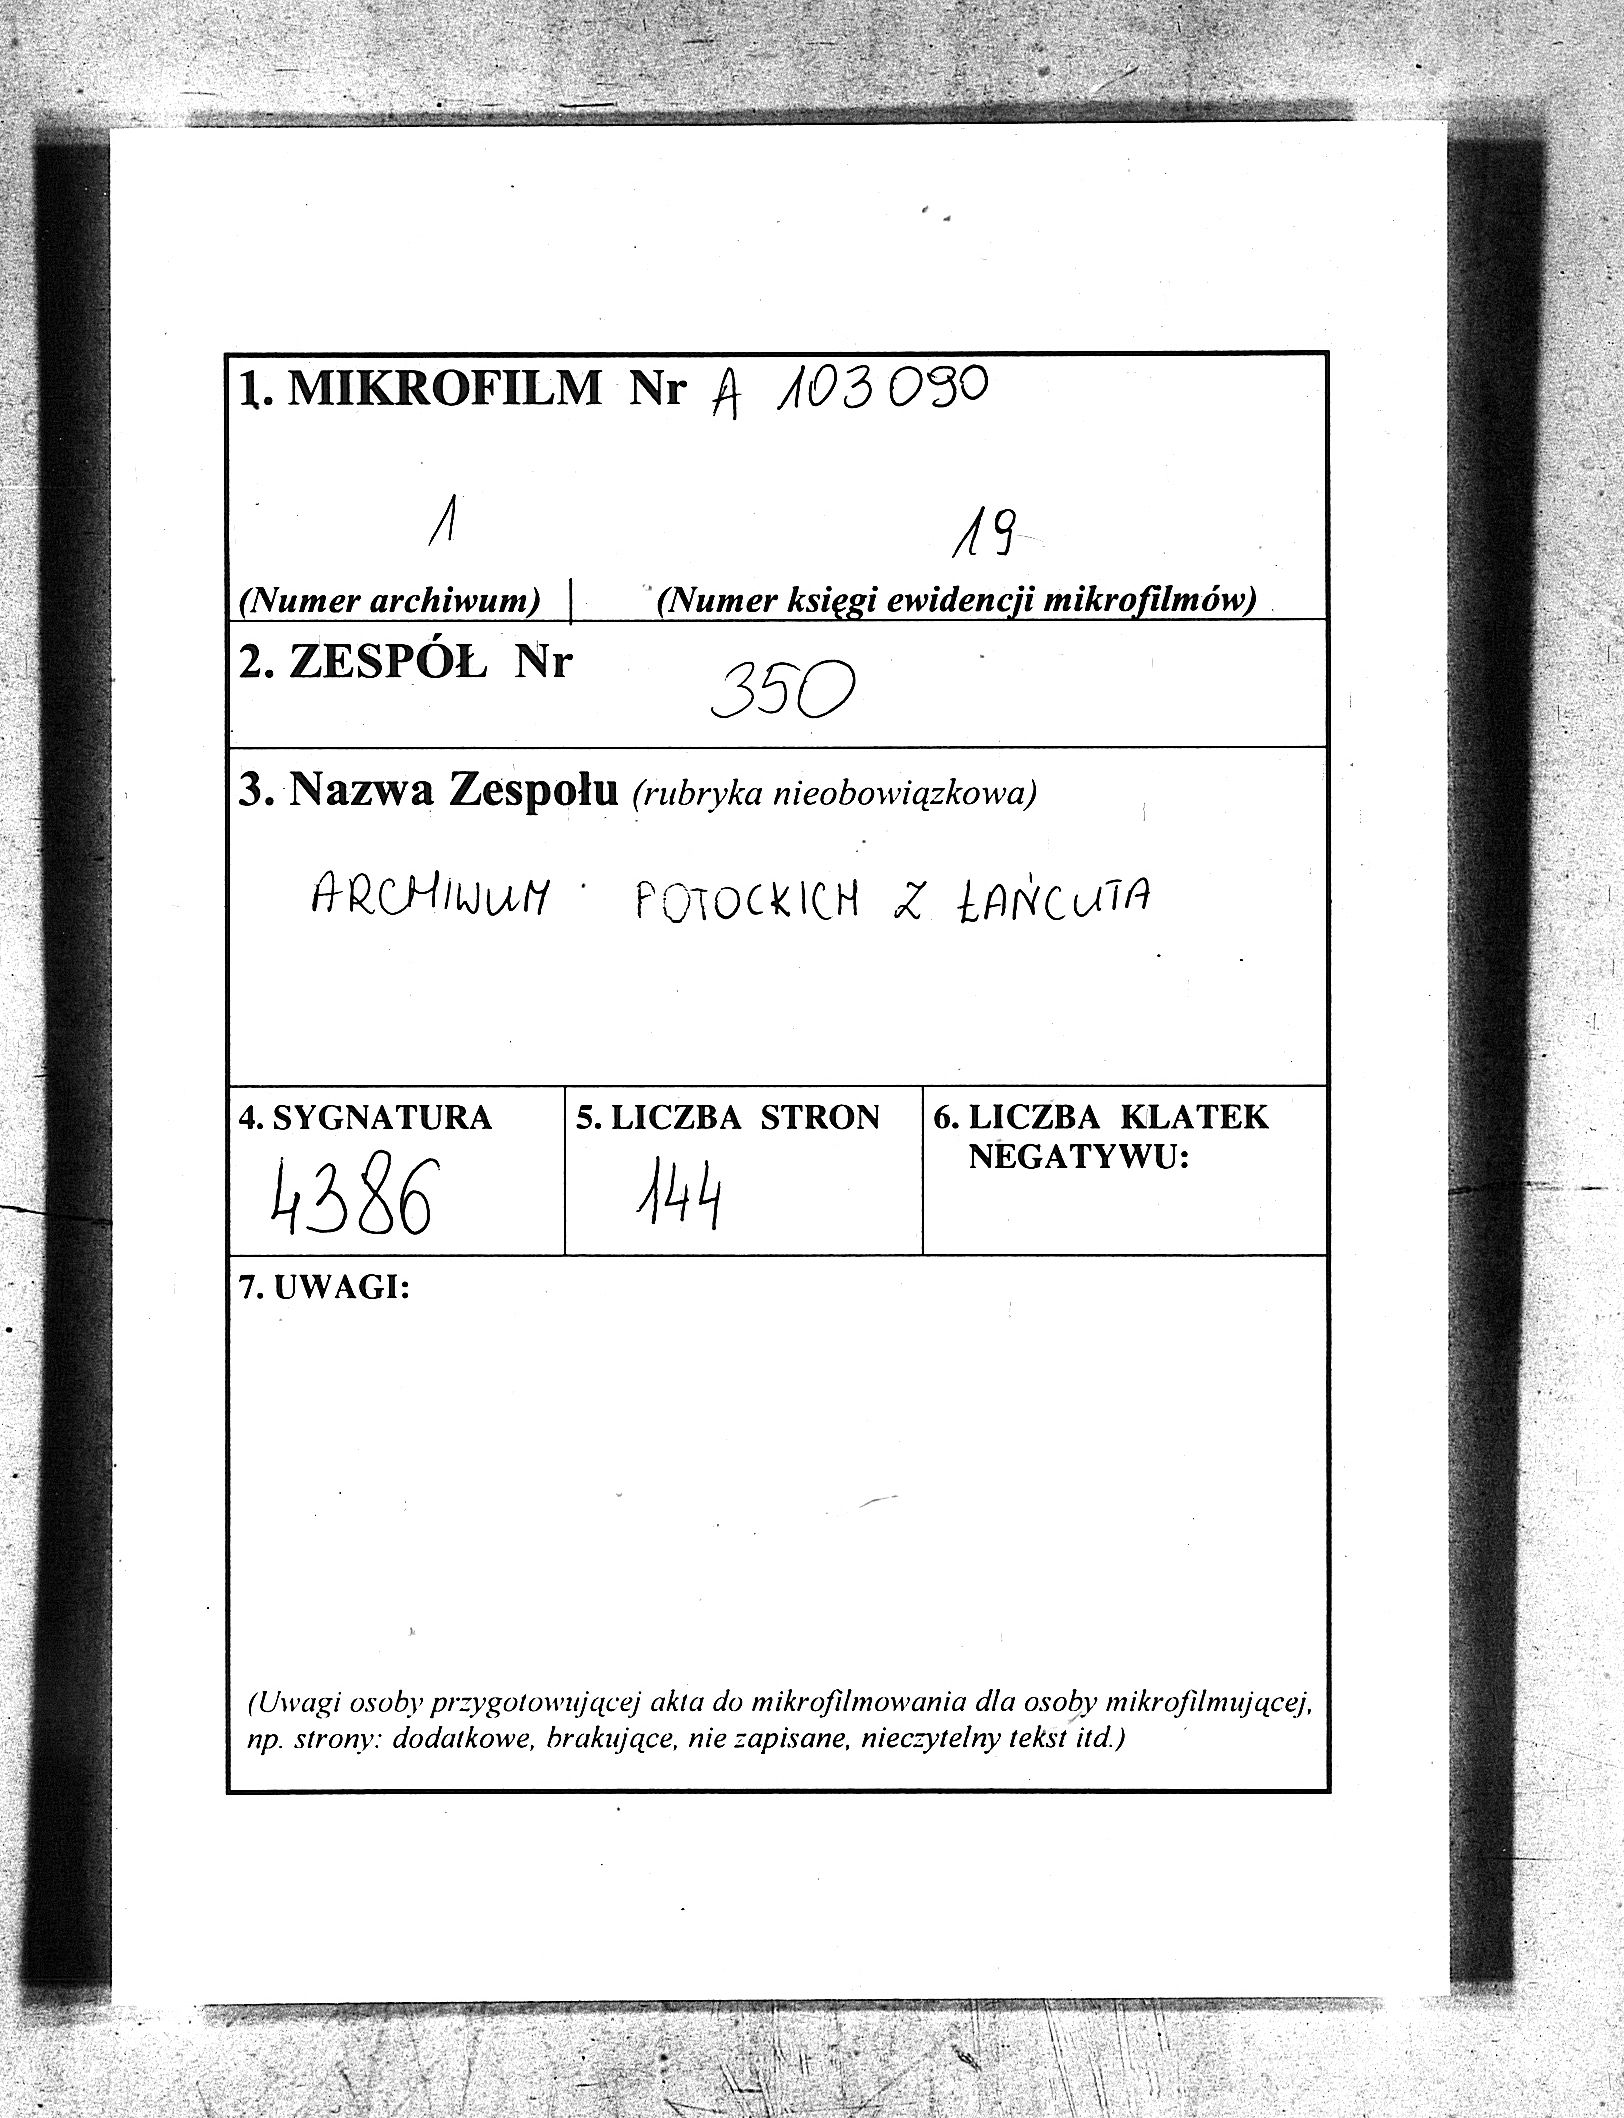 1. MIKROFILM Nr A 103090
1 19
(Numer archiwum) (Numer księgi ewidencji mikrofilmów)
2. ZESPÓŁ Nr 350
3. Nazwa Zespołu (rubryka nieobowiązkowa)
ARCHIWUM POTOCKICH Z ŁAŃCUTA
4. SYGNATURA
4386
5. LICZBA STRON
144
6. LICZBA KLATEK
NEGATYWU:
7. UWAGI:
(Uwagi osoby przygotowującej akta do mikrofilmowania dla osoby mikrofilmującej,
np. strony: dodatkowe, brakujące, nie zapisane, nieczytelny tekst itd.)